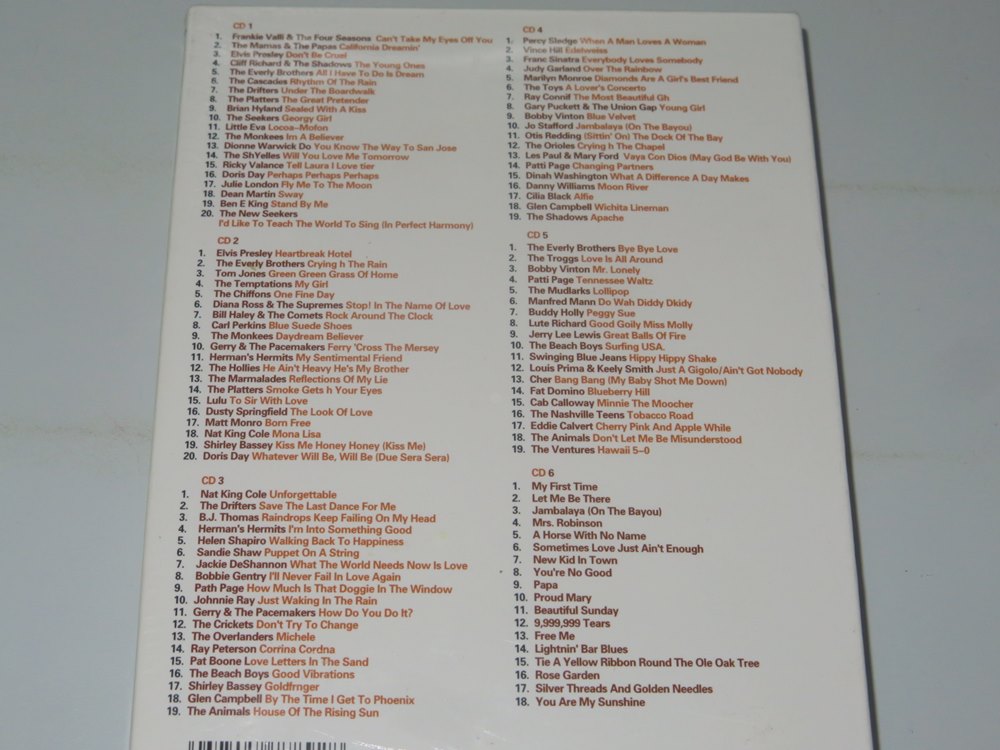 CD 1
1. Frankie Valli & The Four Seasons Can't Take My Eyes Off You
2. The Mamas & The Papas California Dreamin'
3. Elvis Presley Don't Be Cruel
4. Cliff Richard & The Shadows The Young Ones
5. The Everly Brothers All I Have To Do Is Dream
6. The Cascades Rhythm Of The Rain
7. The Drifters Under The Boardwalk
8. The Platters The Great Pretender
9. Brian Hyland Sealed With A Kiss
10. The Seekers Georgy Girl
11. Little Eva Locoa-Mofon
12. The Monkees Im A Believer
13. Dionne Warwick Do You Know The Way To San Jose
14. The ShYelles Will You Love Me Tomorrow
15. Ricky Valance Tell Laura I Love tier
16. Doris Day Perhaps Perhaps Perhaps
17. Julie London Fly Me To The Moon
18. Dean Martin Sway
19. Ben E King Stand By Me
20. The New Seekers
I'd Like To Teach The World To Sing (In Perfect Harmony)
CD 2
1. Elvis Presley Heartbreak Hotel
2. The Everly Brothers Crying h The Rain
3. Tom Jones Green Green Grass Of Home
4. The Temptations My Girl
5. The Chiffons One Fine Day
6. Diana Ross & The Supremes Stop! In The Name Of Love
7. Bill Haley & The Comets Rock Around The Clock
8. Carl Perkins Blue Suede Shoes
9. The Monkees Daydream Believer
10. Gerry & The Pacemakers Ferry 'Cross The Mersey
11. Herman's Hermits My Sentimental Friend
12. The Hollies He Ain't Heavy He's My Brother
13. The Marmalades Reflections Of My Lie
14. The Platters Smoke Gets h Your Eyes
15. Lulu To Sir With Love
16. Dusty Springfield The Look Of Love
17. Matt Monro Born Free
18. Nat King Cole Mona Lisa
19. Shirley Bassey Kiss Me Honey Honey (Kiss Me)
20. Doris Day Whatever Will Be, Will Be (Due Sera Sera)
CD 3
1. Nat King Cole Unforgettable
2. The Drifters Save The Last Dance For Me
3. B.J. Thomas Raindrops Keep Failing On My Head
4. Herman's Hermits I'm Into Something Good
5. Helen Shapiro Walking Back To Happiness
6. Sandie Shaw Puppet On A String
7. Jackie DeShannon What The World Needs Now Is Love
8. Bobbie Gentry I'll Never Fail In Love Again
9. Path Page How Much Is That Doggie In The Window
10. Johnnie Ray Just Waking In The Rain
11. Gerry & The Pacemakers How Do You Do It?
12. The Crickets Don't Try To Change
13. The Overlanders Michele
14. Ray Peterson Corrina Cordna
15. Pat Boone Love Letters In The Sand
16. The Beach Boys Good Vibrations
17. Shirley Bassey Goldfrnger
18. Glen Campbell By The Time I Get To Phoenix
19. The Animals House Of The Rising Sun
CD 4
1. Percy Sledge When A Man Loves A Woman
2. Vince Hill Edelweiss
3. Franc Sinatra Everybody Loves Somebody
4. Judy Garland Over The Rainbow
5. Marilyn Monroe Diamonds Are A Girl's Best Friend
6. The Toys A Lover's Concerto
7. Ray Connif The Most Beautiful Gh
8. Gary Puckett & The Union Gap Young Girl
9. Bobby Vinton Blue Velvet
10. Jo Stafford Jambalaya (On The Bayou)
11. Otis Redding (Sittin' On) The Dock Of The Bay
12. The Orioles Crying h The Chapel
13. Les Paul & Mary Ford Vaya Con Dios (May God Be With You)
14. Patti Page Changing Partners
15. Dinah Washington What A Difference A Day Makes
16. Danny Williams Moon River
17. Cilia Black Alfie
18. Glen Campbell Wichita Lineman
19. The Shadows Apache
CD 5
1. The Everly Brothers Bye Bye Love
2. The Troggs Love Is All Around
3. Bobby Vinton Mr. Lonely
4. Patti Page Tennessee Waltz
5. The Mudlarks Lollipop
6. Manfred Mann Do Wah Diddy Dkidy
7. Buddy Holly Peggy Sue
8. Lute Richard Good Goily Miss Molly
9. Jerry Lee Lewis Great Balls Of Fire
10. The Beach Boys Surfing USA.
11. Swinging Blue Jeans Hippy Hippy Shake
12. Louis Prima & Keely Smith Just A Gigolo/Ain't Got Nobody
13. Cher Bang Bang (My Baby Shot Me Down)
14. Fat Domino Blueberry Hill
15. Cab Calloway Minnie The Moocher
16. The Nashville Teens Tobacco Road
17. Eddie Calvert Cherry Pink And Apple While
18. The Animals Don't Let Me Be Misunderstood
19. The Ventures Hawaii 5-0
CD 6
1. My First Time
2. Let Me Be There
3. Jambalaya (On The Bayou)
4. Mrs. Robinson
5. A Horse With No Name
6. Sometimes Love Just Ain't Enough
7. New Kid In Town
8. You're No Good
9. Papa
10. Proud Mary
11. Beautiful Sunday
12. 9,999,999 Tears
13. Free Me
14. Lightnin' Bar Blues
15. Tie A Yellow Ribbon Round The Ole Oak Tree
16. Rose Garden
17. Silver Threads And Golden Needles
18. You Are My Sunshine